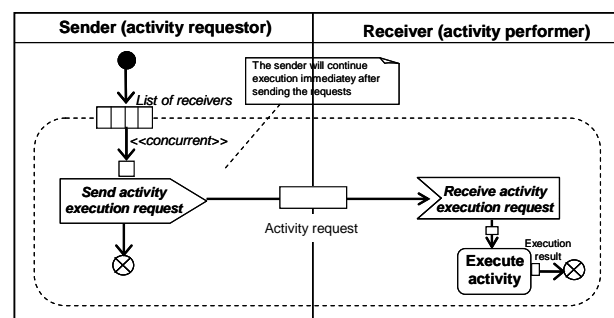 Sender (activity requestor)
Receiver (activity performer)
The sender will continue
execution immediatey after
sending the requests
List of receivers
<<concurrent>>
Send activity
execution request
Activity request
Receive activity
execution request
Execute
activity
Execution
result